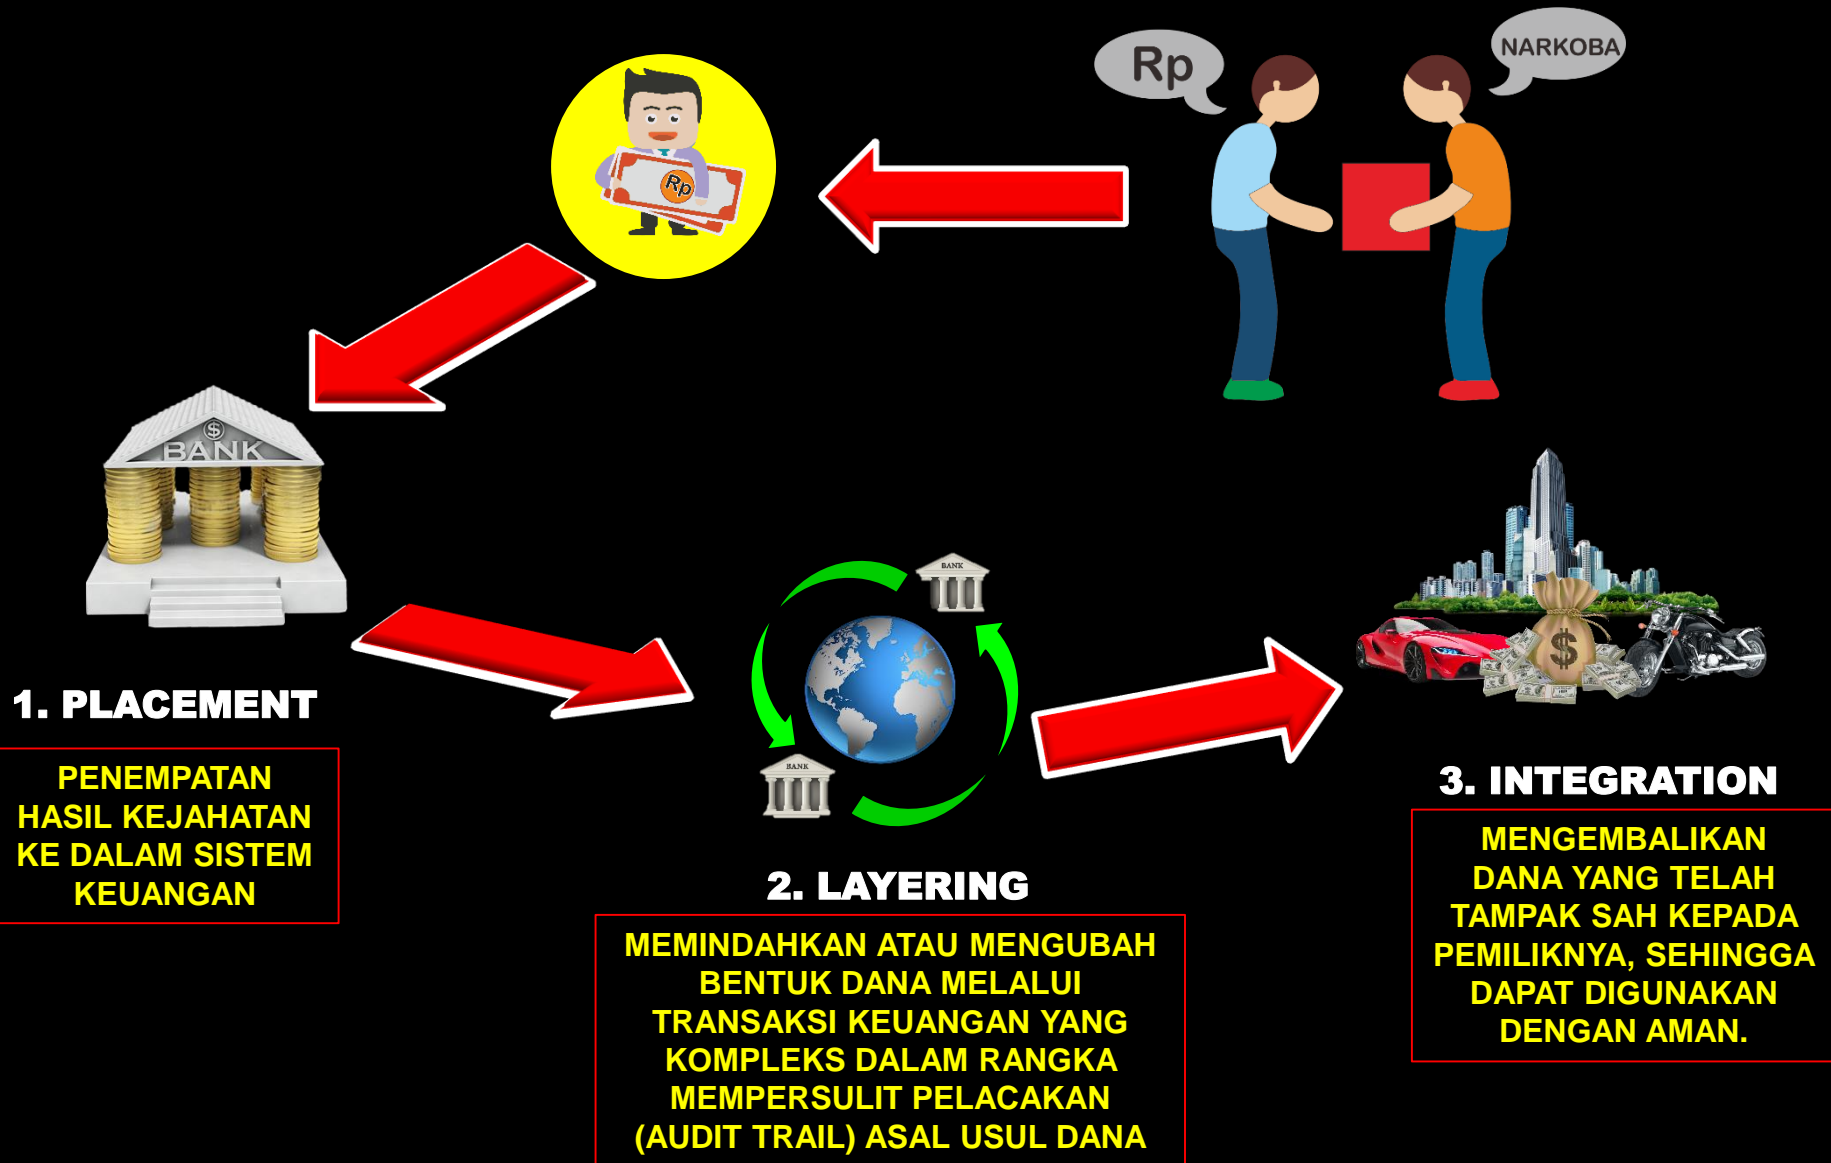 Rp
NARKOBA
Rp
$
BANK
1. PLACEMENT
PENEMPATAN
HASIL KEJAHATAN
KE DALAM SISTEM
KEUANGAN
BANK
BANK
2. LAYERING
MEMINDAHKAN ATAU MENGUBAH
BENTUK DANA MELALUI
TRANSAKSI KEUANGAN YANG
KOMPLEKS DALAM RANGKA
MEMPERSULIT PELACAKAN
(AUDIT TRAIL) ASAL USUL DANA
$
3. INTEGRATION
MENGEMBALIKAN
DANA YANG TELAH
TAMPAK SAH KEPADA
PEMILIKNYA, SEHINGGA
DAPAT DIGUNAKAN
DENGAN AMAN.